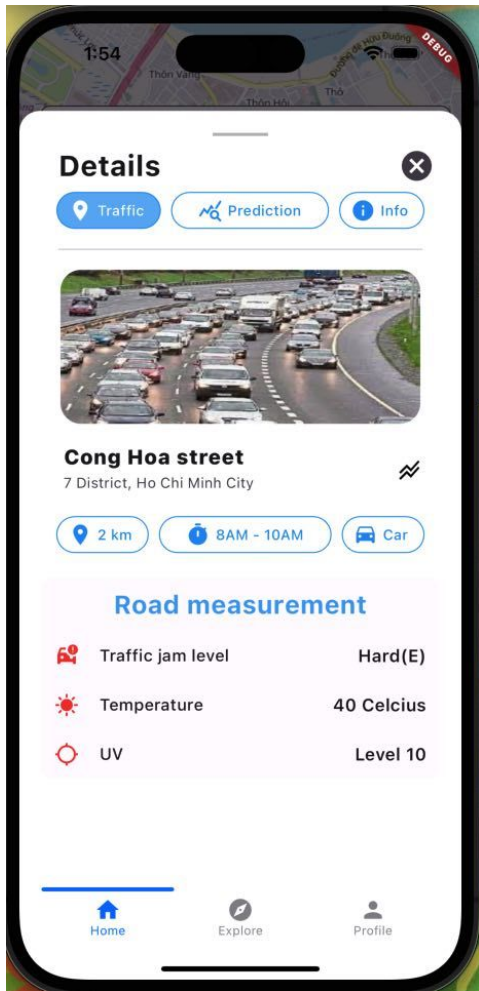 1:54
DEBUG
Thôn Vàng
Thôn Hội
Details
Traffic
Prediction
Info
Cong Hoa street
7 District, Ho Chi Minh City
2 km
8AM - 10AM
Car
Road measurement
Traffic jam level Hard(E)
Temperature 40 Celcius
UV Level 10
Home
Explore
Profile